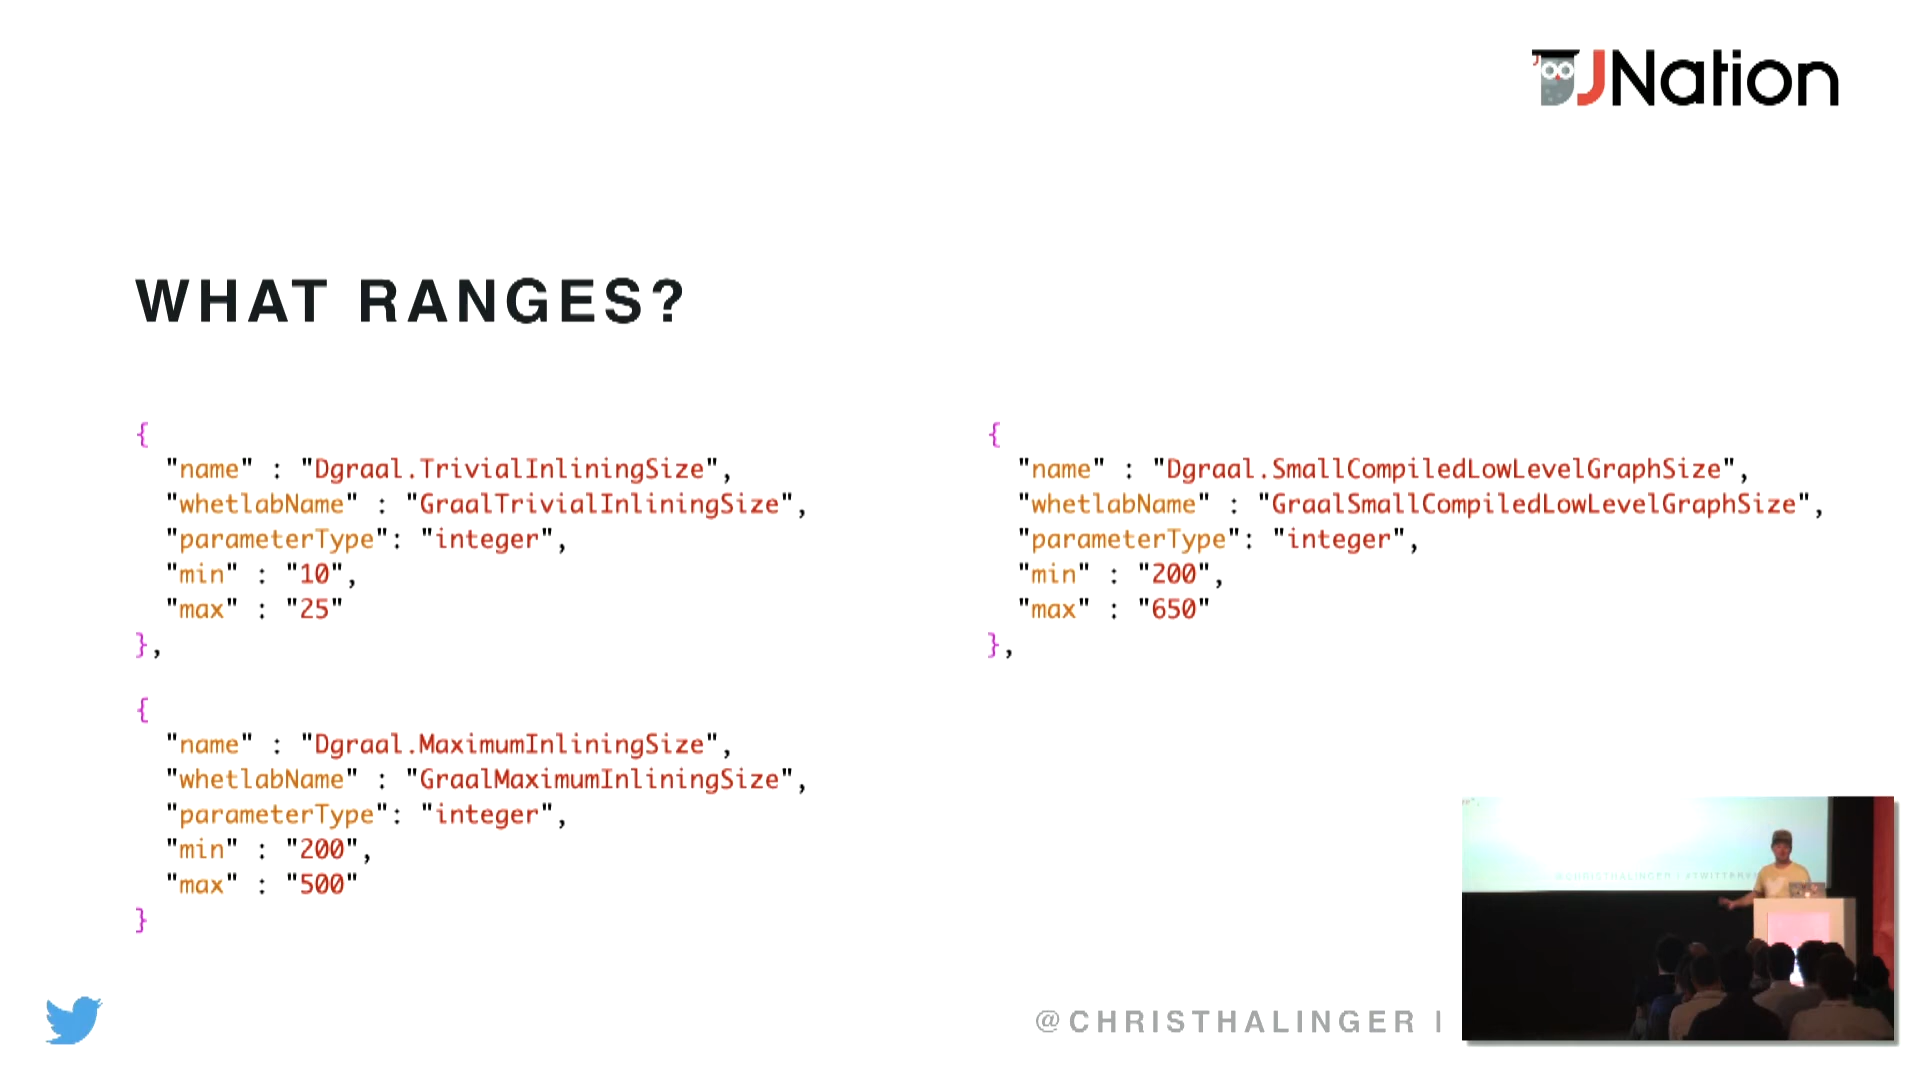 JNation
WHAT RANGES?
{
"name" : "Dgraal.TrivialInliningSize",
"whetlabName" : "GraalTrivialInliningSize",
"parameterType": "integer",
"min" : "10",
"max" : "25"
},
{
"name" : "Dgraal.MaximumInliningSize",
"whetlabName" : "GraalMaximumInliningSize",
"parameterType": "integer",
"min" : "200",
"max" : "500"
}
{
"name" : "Dgraal.SmallCompiledLowLevelGraphSize",
"whetlabName" : "GraalSmallCompiledLowLevelGraphSize",
"parameterType": "integer",
"min" : "200",
"max" : "650"
},
@CHRISTHALINGER |
@CHRISTHALINGER